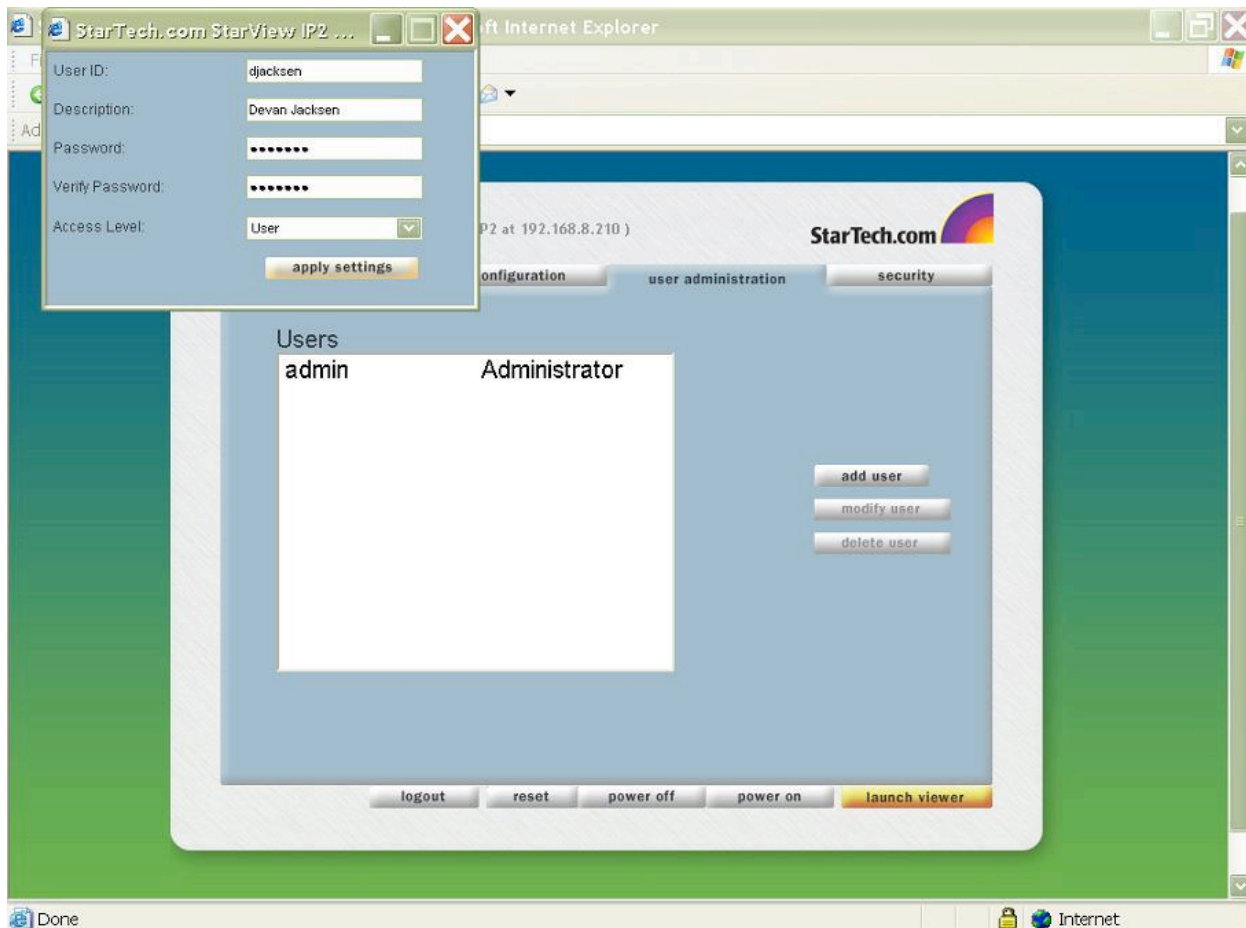 StarTech.com StarView IP2 ...
ft Internet Explorer
User ID:
djacksen
Description:
Devan Jacksen
Ad
Password:
•••••••
Verify Password:
•••••••
Access Level:
User
apply settings
P2 at 192.168.8.210 )
StarTech.com
onfiguration
user administration
security
Users
admin Administrator
add user
modify user
delete user
logout
reset
power off
power on
launch viewer
Done
Internet